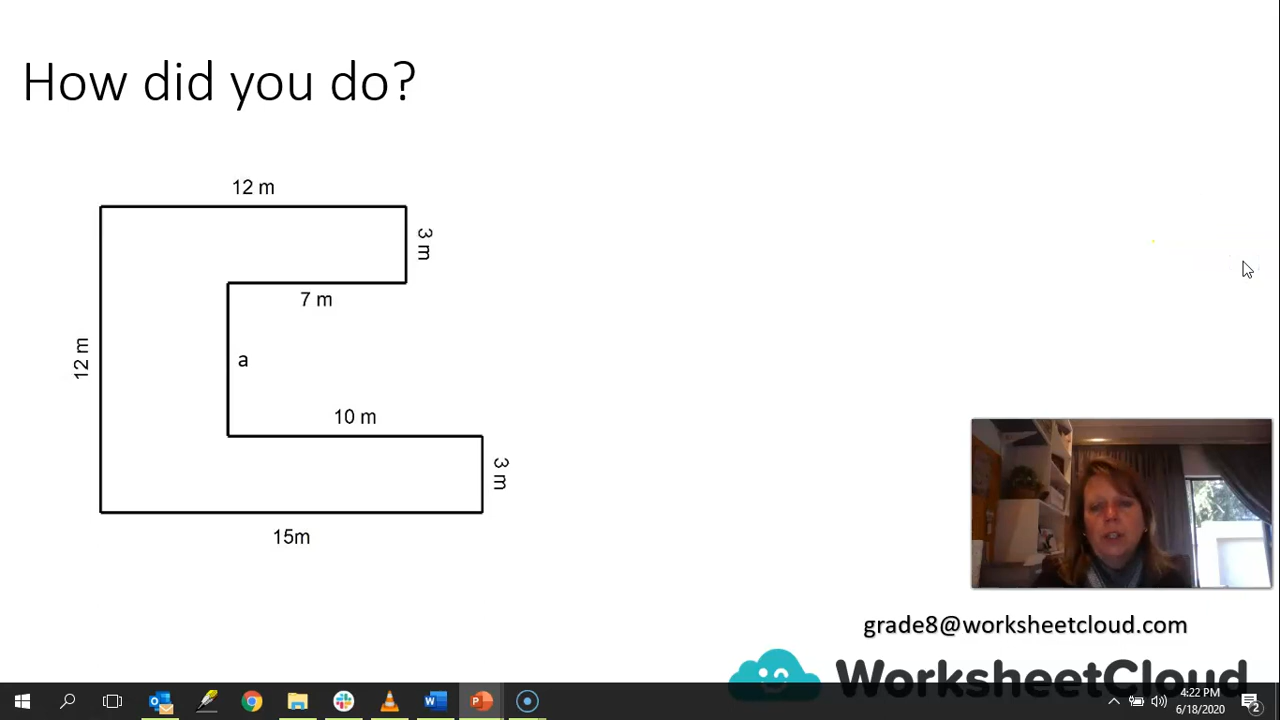 How did you do?
12 m
3 m
7 m
12 m
a
10 m
3 m
15m
grade8@worksheetcloud.com
WorksheetCloud
4:22 PM
6/18/2020
2